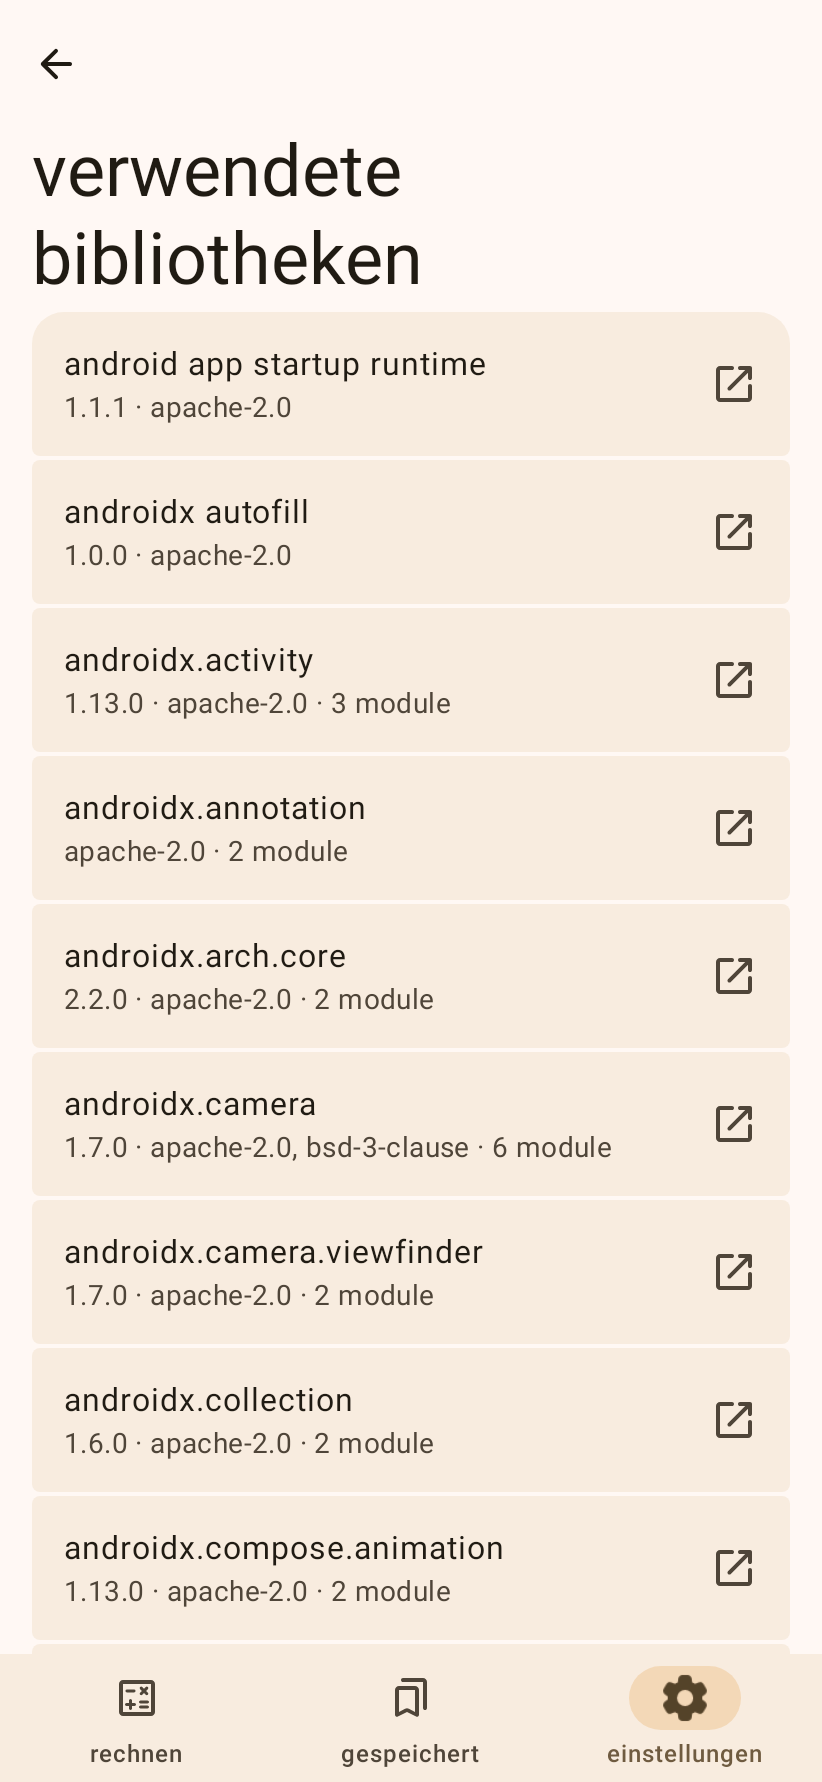 verwendete
bibliotheken
android app startup runtime
1.1.1 · apache-2.0
androidx autofill
1.0.0 · apache-2.0
androidx.activity
1.13.0 · apache-2.0 · 3 module
androidx.annotation
apache-2.0 · 2 module
androidx.arch.core
2.2.0 · apache-2.0 · 2 module
androidx.camera
1.7.0 · apache-2.0, bsd-3-clause · 6 module
androidx.camera.viewfinder
1.7.0 · apache-2.0 · 2 module
androidx.collection
1.6.0 · apache-2.0 · 2 module
androidx.compose.animation
1.13.0 · apache-2.0 · 2 module
rechnen
gespeichert
einstellungen